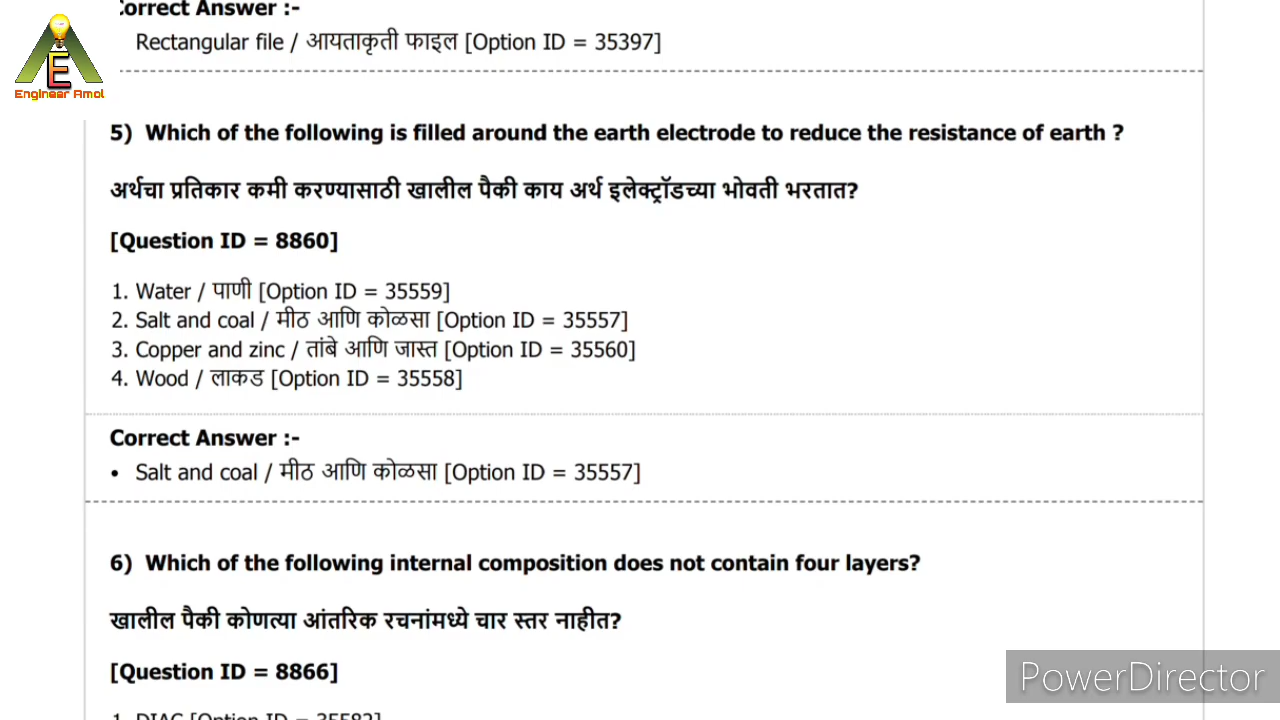 Correct Answer :-
Rectangular file / आयताकृती फाइल [Option ID = 35397]
E
Engineer Amol
5) Which of the following is filled around the earth electrode to reduce the resistance of earth ?
अर्थचा प्रतिकार कमी करण्यासाठी खालील पैकी काय अर्थ इलेक्ट्रॉडच्या भोवती भरतात?
[Question ID = 8860]
1. Water / पाणी [Option ID = 35559]
2. Salt and coal / मीठ आणि कोळसा [Option ID = 35557]
3. Copper and zinc / तांबे आणि जास्त [Option ID = 35560]
4. Wood / लाकड [Option ID = 35558]
Correct Answer :-
• Salt and coal / मीठ आणि कोळसा [Option ID = 35557]
6) Which of the following internal composition does not contain four layers?
खालील पैकी कोणत्या आंतरिक रचनांमध्ये चार स्तर नाहीत?
[Question ID = 8866]
PowerDirector
1. DIAC [Option ID = 35582]